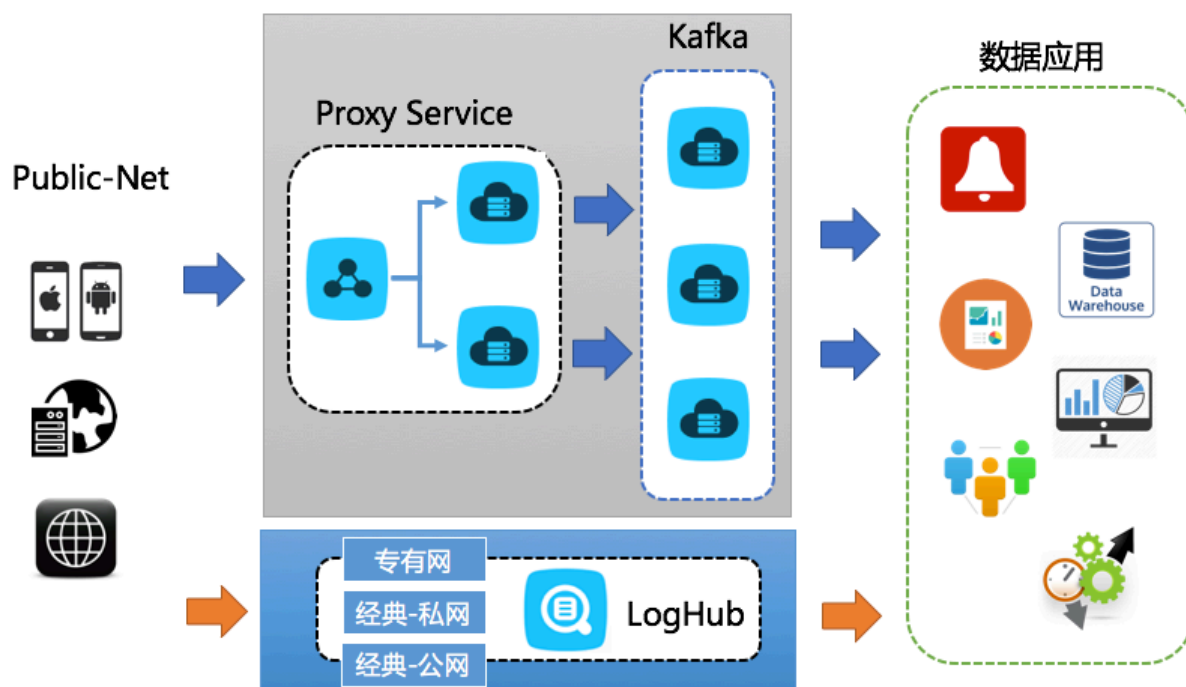 Public-Net
Proxy Service
Kafka
数据应用
Data
Warehouse
专有网
经典-私网
经典-公网
LogHub